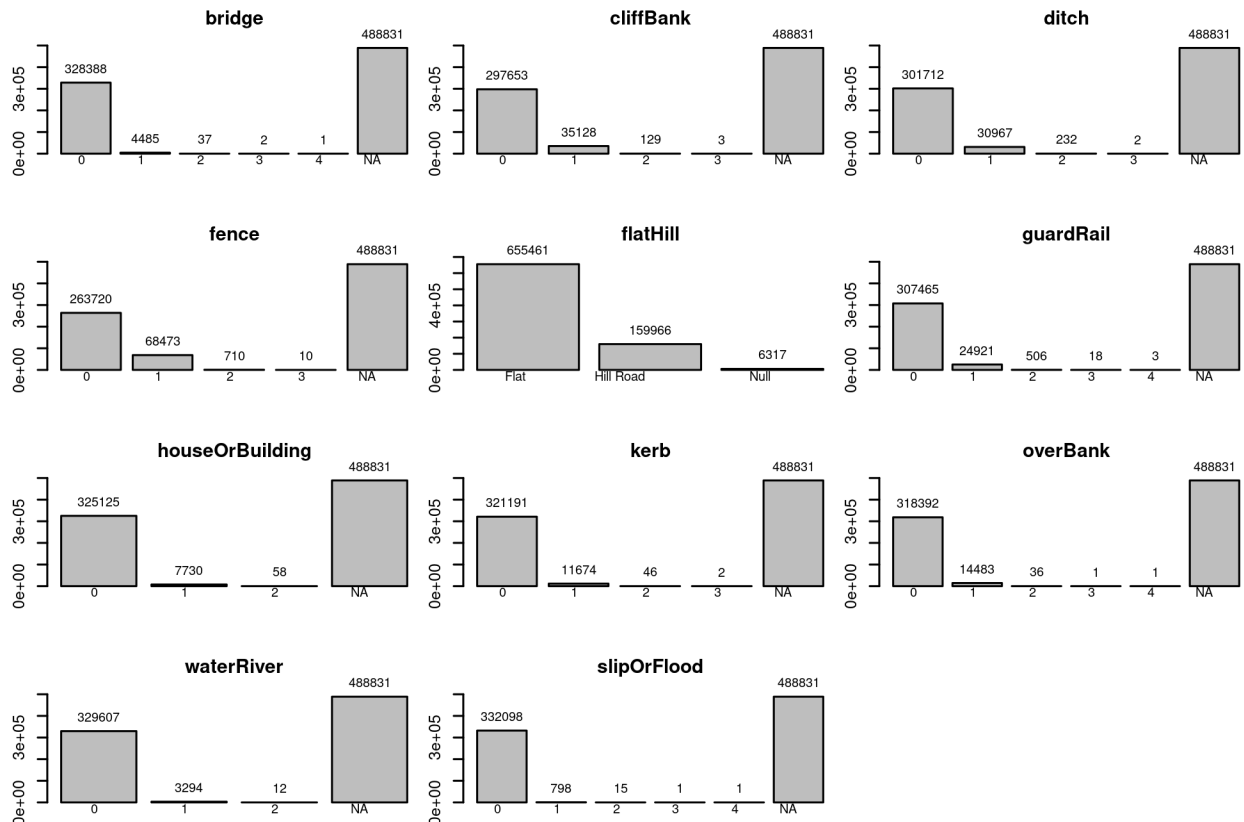 bridge
3e+05
0e+00
328388 4485 37 2 1 488831
0 1 2 3 4 NA
cliffBank
3e+05
0e+00
297653 35128 129 3 488831
0 1 2 3 NA
ditch
3e+05
0e+00
301712 30967 232 2 488831
0 1 2 3 NA
fence
3e+05
0e+00
263720 68473 710 10 488831
0 1 2 3 NA
flatHill
4e+05
0e+00
655461 159966 6317
Flat Hill Road Null
guardRail
3e+05
0e+00
307465 24921 506 18 3 488831
0 1 2 3 4 NA
houseOrBuilding
3e+05
0e+00
325125 7730 58 488831
0 1 2 NA
kerb
3e+05
0e+00
321191 11674 46 2 488831
0 1 2 3 NA
overBank
3e+05
0e+00
318392 14483 36 1 1 488831
0 1 2 3 4 NA
waterRiver
3e+05
0e+00
329607 3294 12 488831
0 1 2 NA
slipOrFlood
3e+05
0e+00
332098 798 15 1 1 488831
0 1 2 3 4 NA